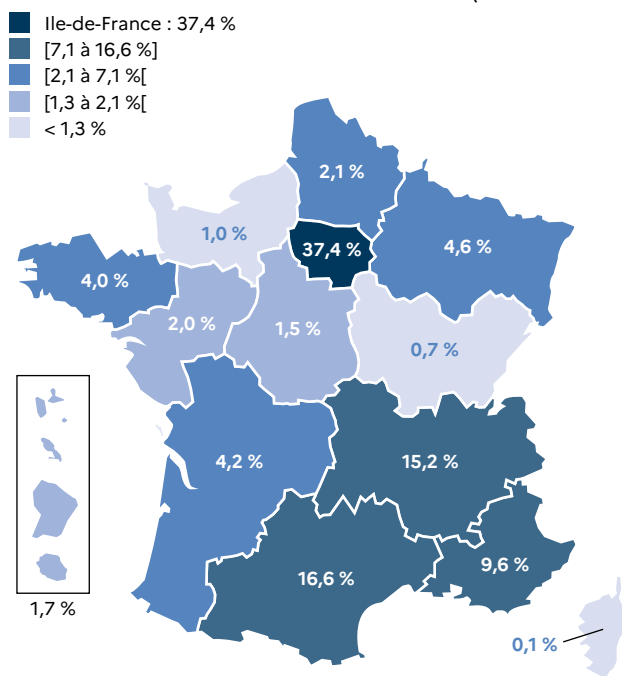 Ile-de-France : 37,4 %
[7,1 à 16,6 %]
[2,1 à 7,1 %[
[1,3 à 2,1 %[
< 1,3 %
2,1 %
1,0 %
37,4 %
4,6 %
4,0 %
2,0 %
1,5 %
0,7 %
4,2 %
15,2 %
16,6 %
9,6 %
1,7 %
0,1 %